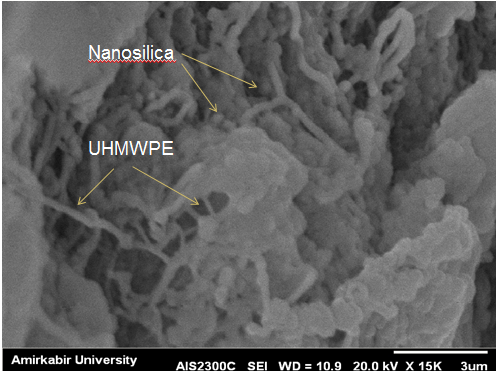 Nanosilica
UHMWPE
Amirkabir University
AIS2300C SEI WD = 10.9 20.0 kV X 15K 3um